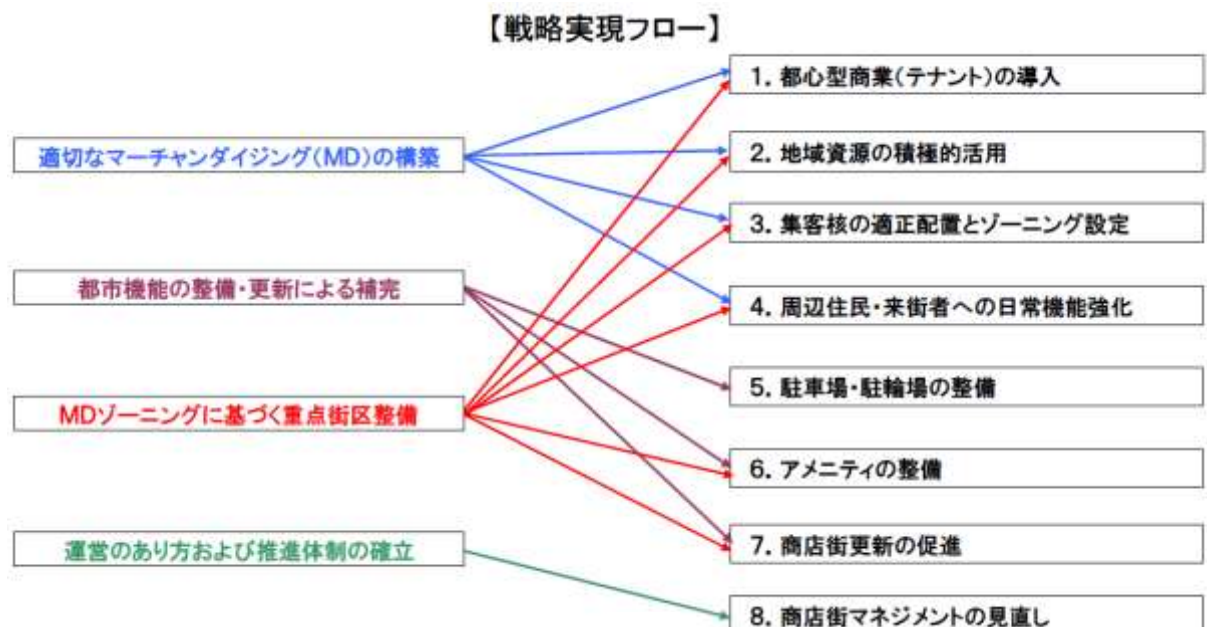 【戦略実現フロー】
適切なマーチャンダイジング(MD)の構築
都市機能の整備・更新による補完
MDゾーニングに基づく重点街区整備
運営のあり方および推進体制の確立
1. 都心型商業(テナント)の導入
2. 地域資源の積極的活用
3. 集客核の適正配置とゾーニング設定
4. 周辺住民・来街者への日常機能強化
5. 駐車場・駐輪場の整備
6. アメニティの整備
7. 商店街更新の促進
8. 商店街マネジメントの見直し